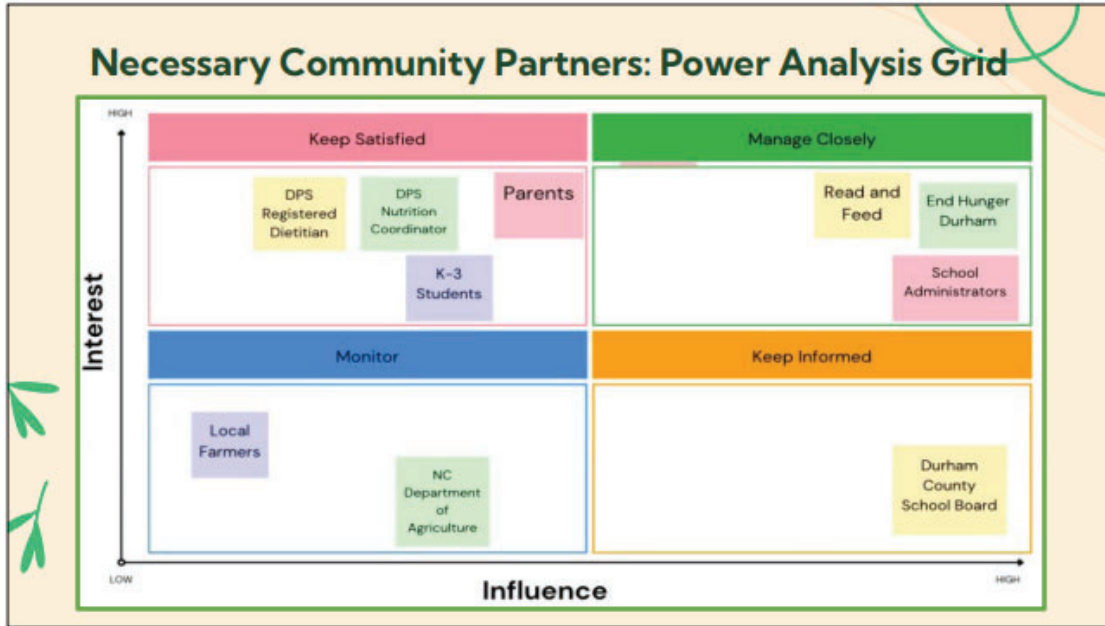 Necessary Community Partners: Power Analysis Grid
HIGH
Keep Satisfied
Manage Closely
DPS
Registered
Dietitian
DPS
Nutrition
Coordinator
Parents
K-3
Students
Read and
Feed
End Hunger
Durham
School
Administrators
Interest
Monitor
Keep Informed
Local
Farmers
NC
Department
of
Agriculture
Durham
County
School Board
LOW
Influence
HIGH